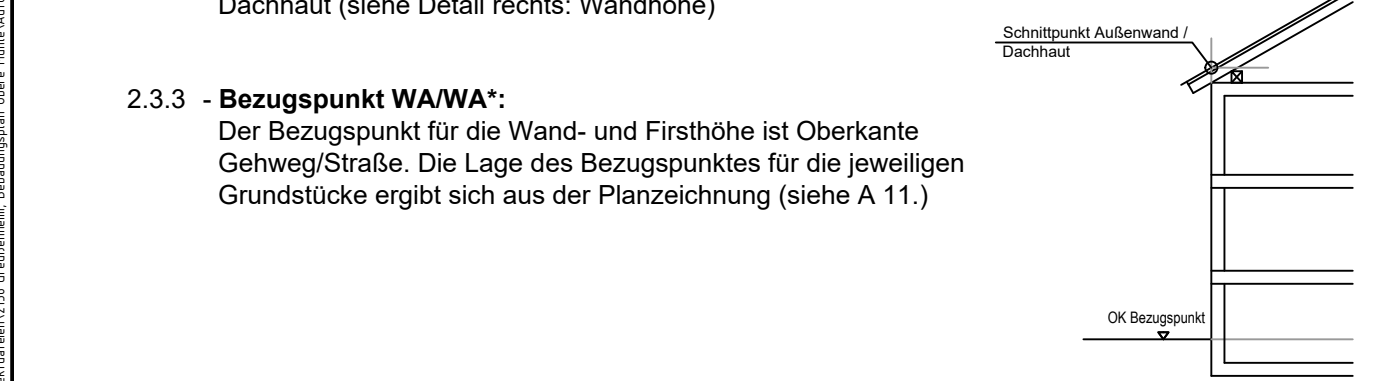 Dachhaut (siehe Detail rechts: Wandhöhe)
2.3.3 - Bezugspunkt WA/WA*:
Der Bezugspunkt für die Wand- und Firsthöhe ist Oberkante
Gehweg/Straße. Die Lage des Bezugspunktes für die jeweiligen
Grundstücke ergibt sich aus der Planzeichnung (siehe A 11.)
Schnittpunkt Außenwand /
Dachhaut
OK Bezugspunkt